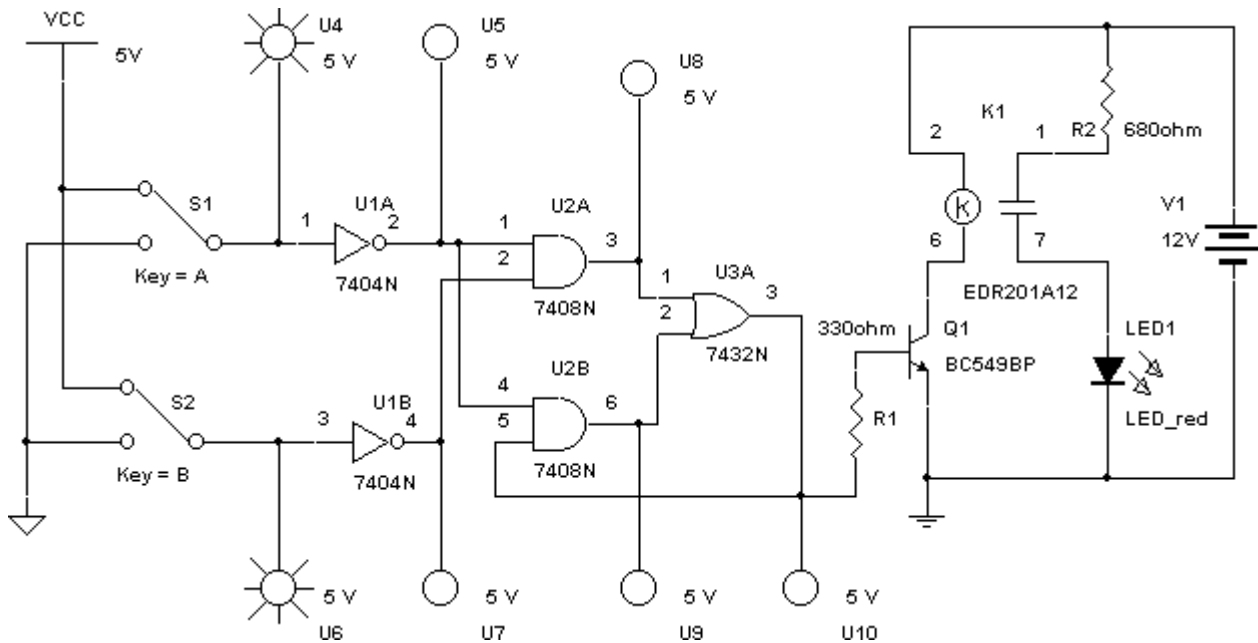 VCC
5V
U4
5 V
U5
5 V
U8
5 V
K1
2
1
R2
680ohm
S1
Key = A
1
U1A
2
7404N
1
2
U2A
3
7408N
1
2
U3A
3
7432N
K
6
7
EDR201A12
V1
12V
330ohm
Q1
BC549BP
LED1
LED_red
R1
S2
Key = B
3
U1B
4
7404N
4
5
U2B
6
7408N
5 V
U6
5 V
U7
5 V
U9
5 V
U10